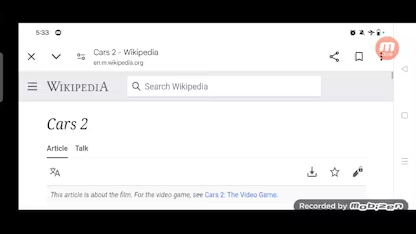 5:33
Cars 2 - Wikipedia
en.m.wikipedia.org
WIKIPEDIA
Search Wikipedia
Cars 2
Article Talk
This article is about the film. For the video game, see Cars 2: The Video Game.
Recorded by Mobizen